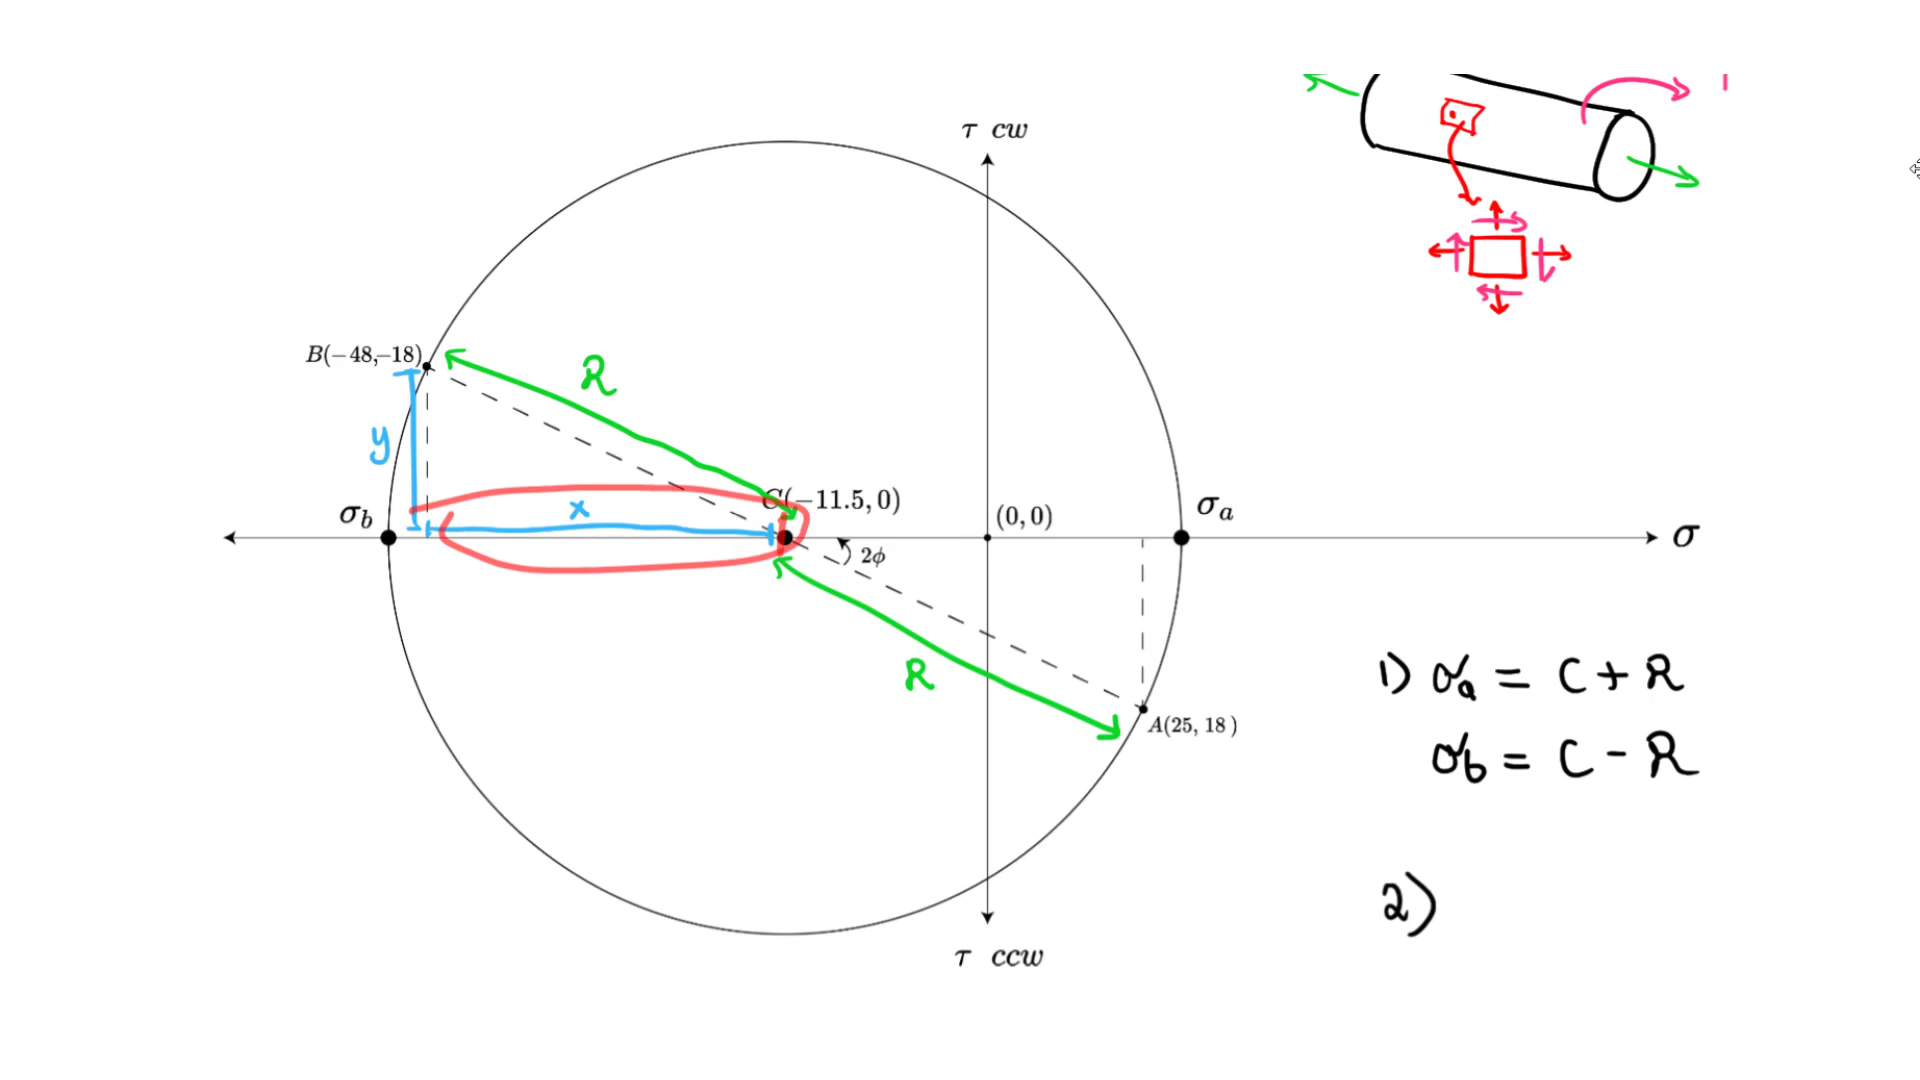 τ cw
B(−48,−18)
R
y
x
C(−11.5, 0)
σb
(0, 0)
σa
σ
2ϕ
R
A(25, 18 )
1) σa = C + R
σb = C - R
2)
τ ccw